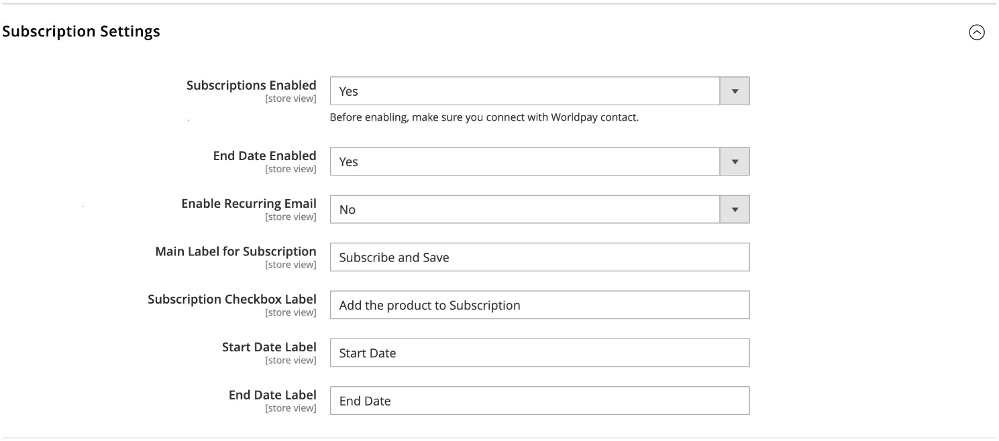 Subscription Settings
Subscriptions Enabled
[store view]
Yes
Before enabling, make sure you connect with Worldpay contact.
End Date Enabled
[store view]
Yes
Enable Recurring Email
[store view]
No
Main Label for Subscription
[store view]
Subscribe and Save
Subscription Checkbox Label
[store view]
Add the product to Subscription
Start Date Label
[store view]
Start Date
End Date Label
[store view]
End Date